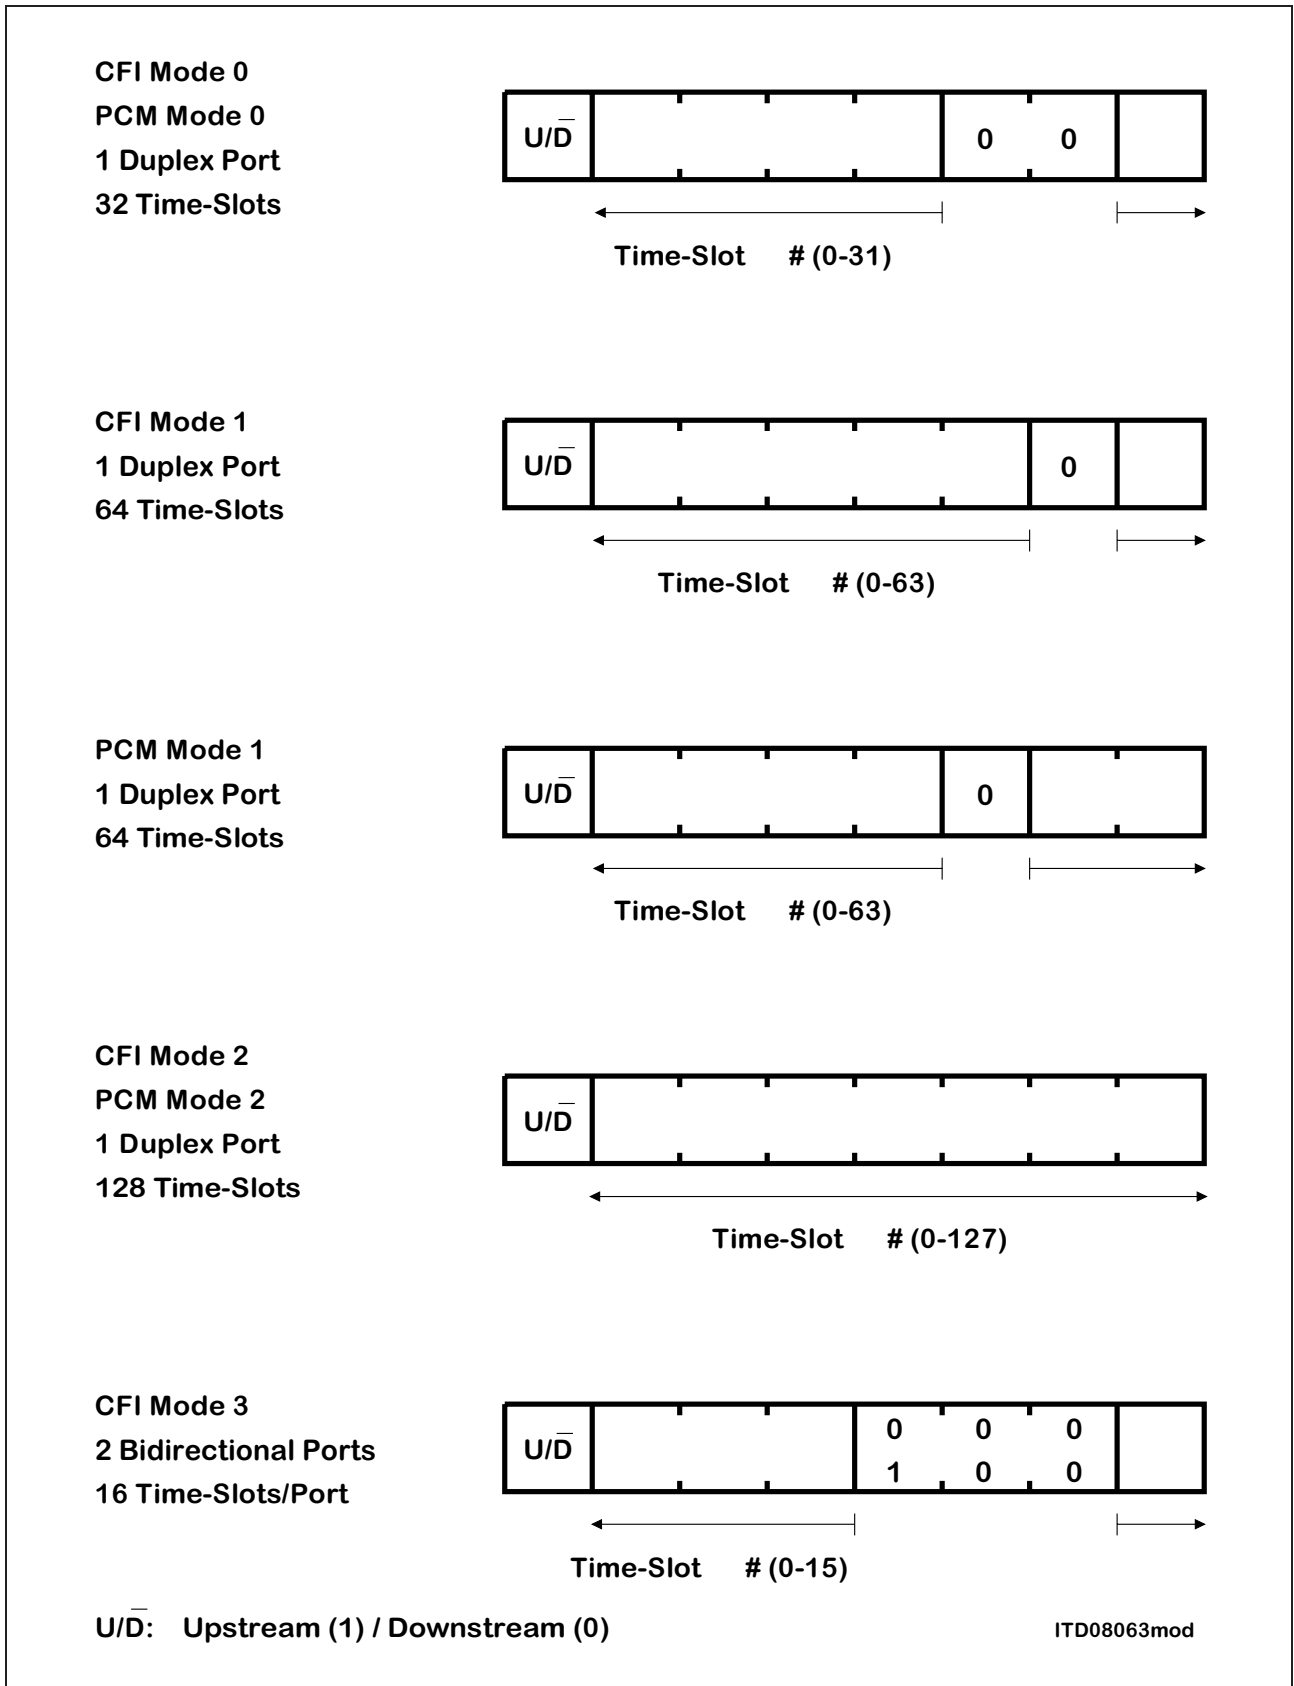 CFI Mode 0
PCM Mode 0
1 Duplex Port
32 Time-Slots
U/D̅ 0 0
Time-Slot # (0-31)
CFI Mode 1
1 Duplex Port
64 Time-Slots
U/D̅ 0
Time-Slot # (0-63)
PCM Mode 1
1 Duplex Port
64 Time-Slots
U/D̅ 0
Time-Slot # (0-63)
CFI Mode 2
PCM Mode 2
1 Duplex Port
128 Time-Slots
U/D̅
Time-Slot # (0-127)
CFI Mode 3
2 Bidirectional Ports
16 Time-Slots/Port
U/D̅
0 0 0
1 0 0
Time-Slot # (0-15)
U/D̅: Upstream (1) / Downstream (0)
ITD08063mod